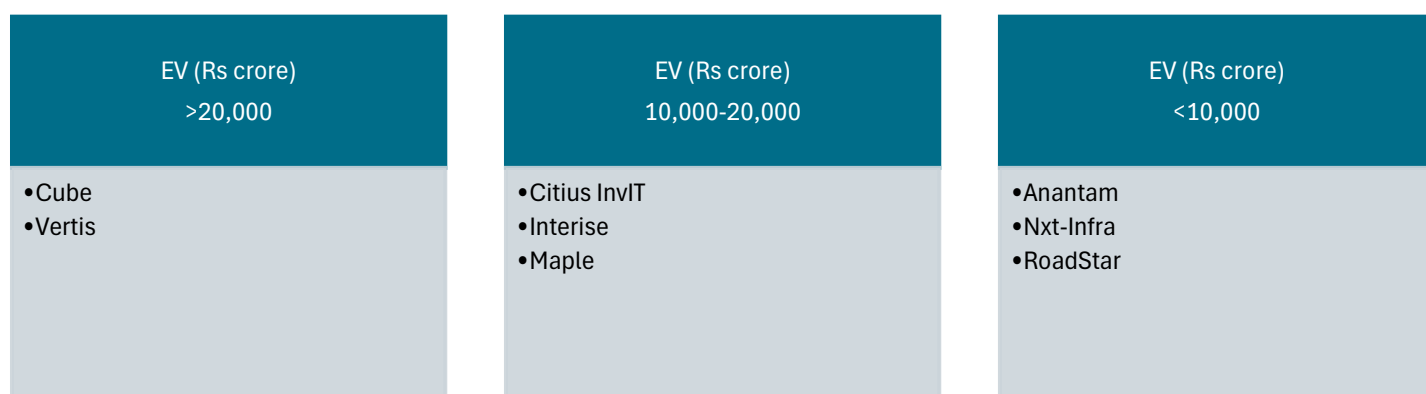 EV (Rs crore)
>20,000
•Cube
•Vertis
EV (Rs crore)
10,000-20,000
•Citius InvIT
•Interise
•Maple
EV (Rs crore)
<10,000
•Anantam
•Nxt-Infra
•RoadStar